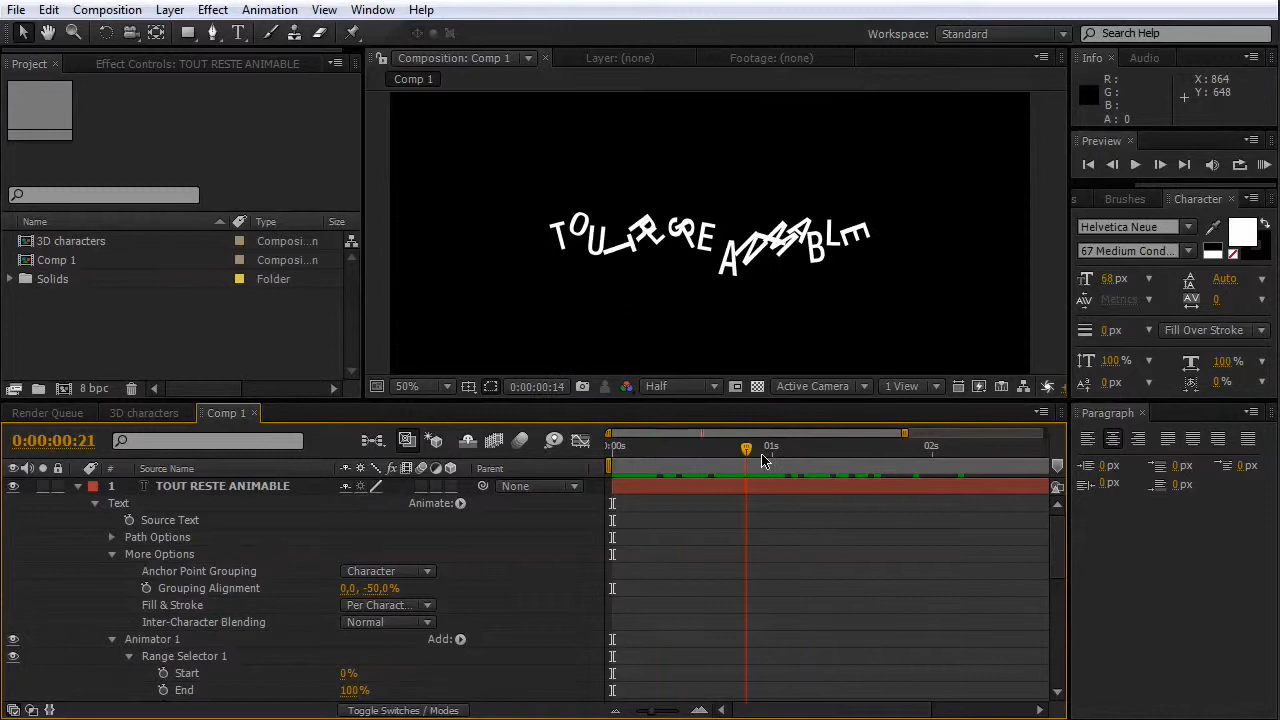 File Edit Composition Layer Effect Animation View Window Help
Workspace: Standard Search Help
Project Effect Controls: TOUT RESTE ANIMABLE
Composition: Comp 1 Layer: (none) Footage: (none)
Info Audio
Comp 1
R: X: 864
G: Y: 648
B:
A: 0
Preview
TOUT RESTE ANIMABLE
Brushes Character
Name Type Size
Helvetica Neue
3D characters Composi...n
67 Medium Cond...
Comp 1 Composi...n
Solids Folder
68 px Auto
Metrics 0
0 px Fill Over Stroke
100 % 100 %
0 px 0 %
8 bpc
50% 0:00:00:14 Half Active Camera 1 View
Render Queue 3D characters Comp 1
Paragraph
0:00:00:21
:00s 01s 02s
# Source Name Parent
0 px 0 px 0 px
0 px 0 px
1 T TOUT RESTE ANIMABLE None
Text Animate:
Source Text
Path Options
More Options
Anchor Point Grouping Character
Grouping Alignment 0,0, -50,0%
Fill & Stroke Per Charact...
Inter-Character Blending Normal
Animator 1 Add:
Range Selector 1
Start 0%
End 100%
Toggle Switches / Modes